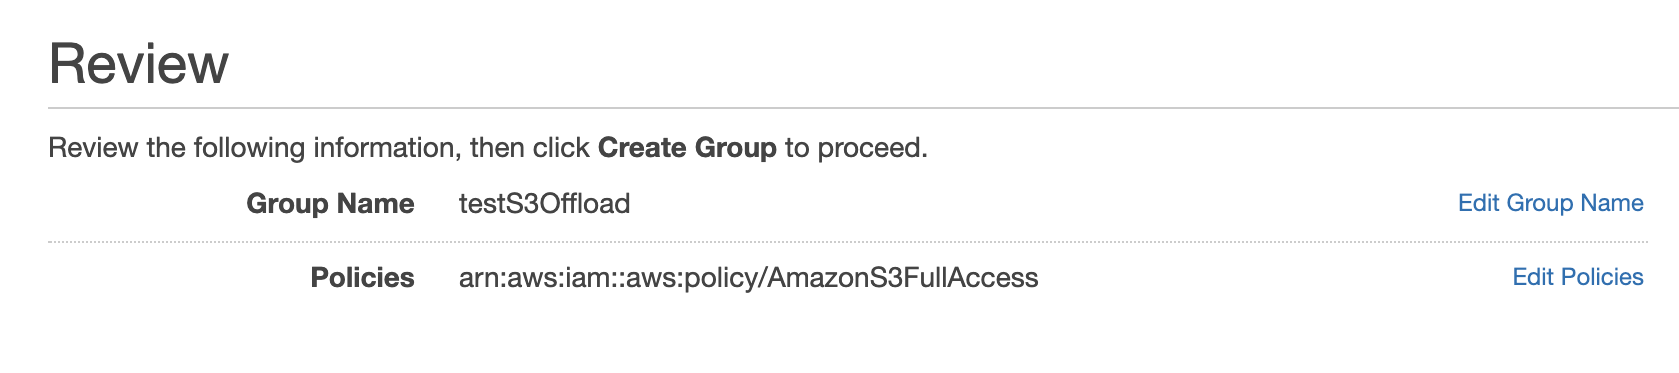 Review
Review the following information, then click Create Group to proceed.
Group Name testS3Offload Edit Group Name
Policies arn:aws:iam::aws:policy/AmazonS3FullAccess Edit Policies